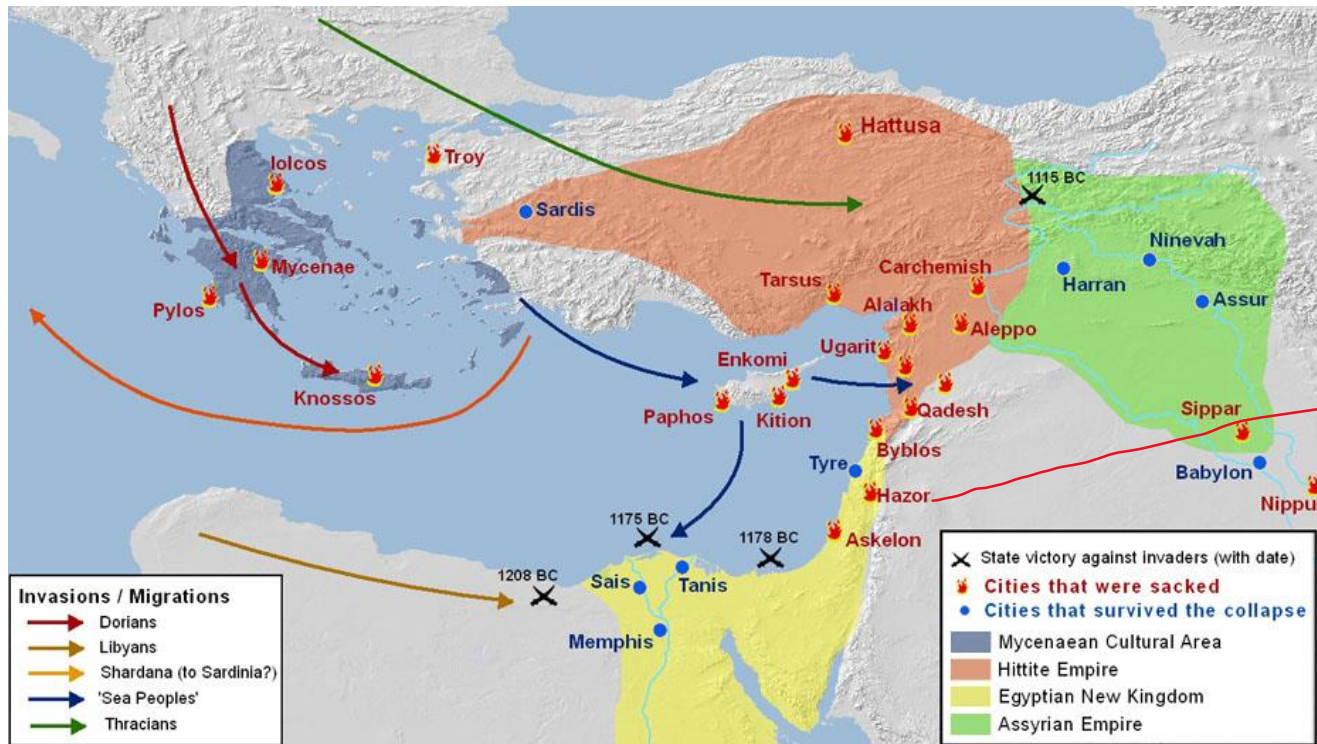 Hattusa
Iolcos
Troy
1115 BC
Sardis
Ninevah
Mycenae
Tarsus
Carchemish
Harran
Pylos
Alalakh
Assur
Aleppo
Ugarit
Enkomi
Knossos
Paphos
Kition
Qadesh
Sippar
Byblos
Tyre
Babylon
Hazor
Nippu
1175 BC
Askelon
1178 BC
1208 BC
Sais
Tanis
Memphis
Invasions / Migrations
Dorians
Libyans
Shardana (to Sardinia?)
'Sea Peoples'
Thracians
State victory against invaders (with date)
Cities that were sacked
Cities that survived the collapse
Mycenaean Cultural Area
Hittite Empire
Egyptian New Kingdom
Assyrian Empire